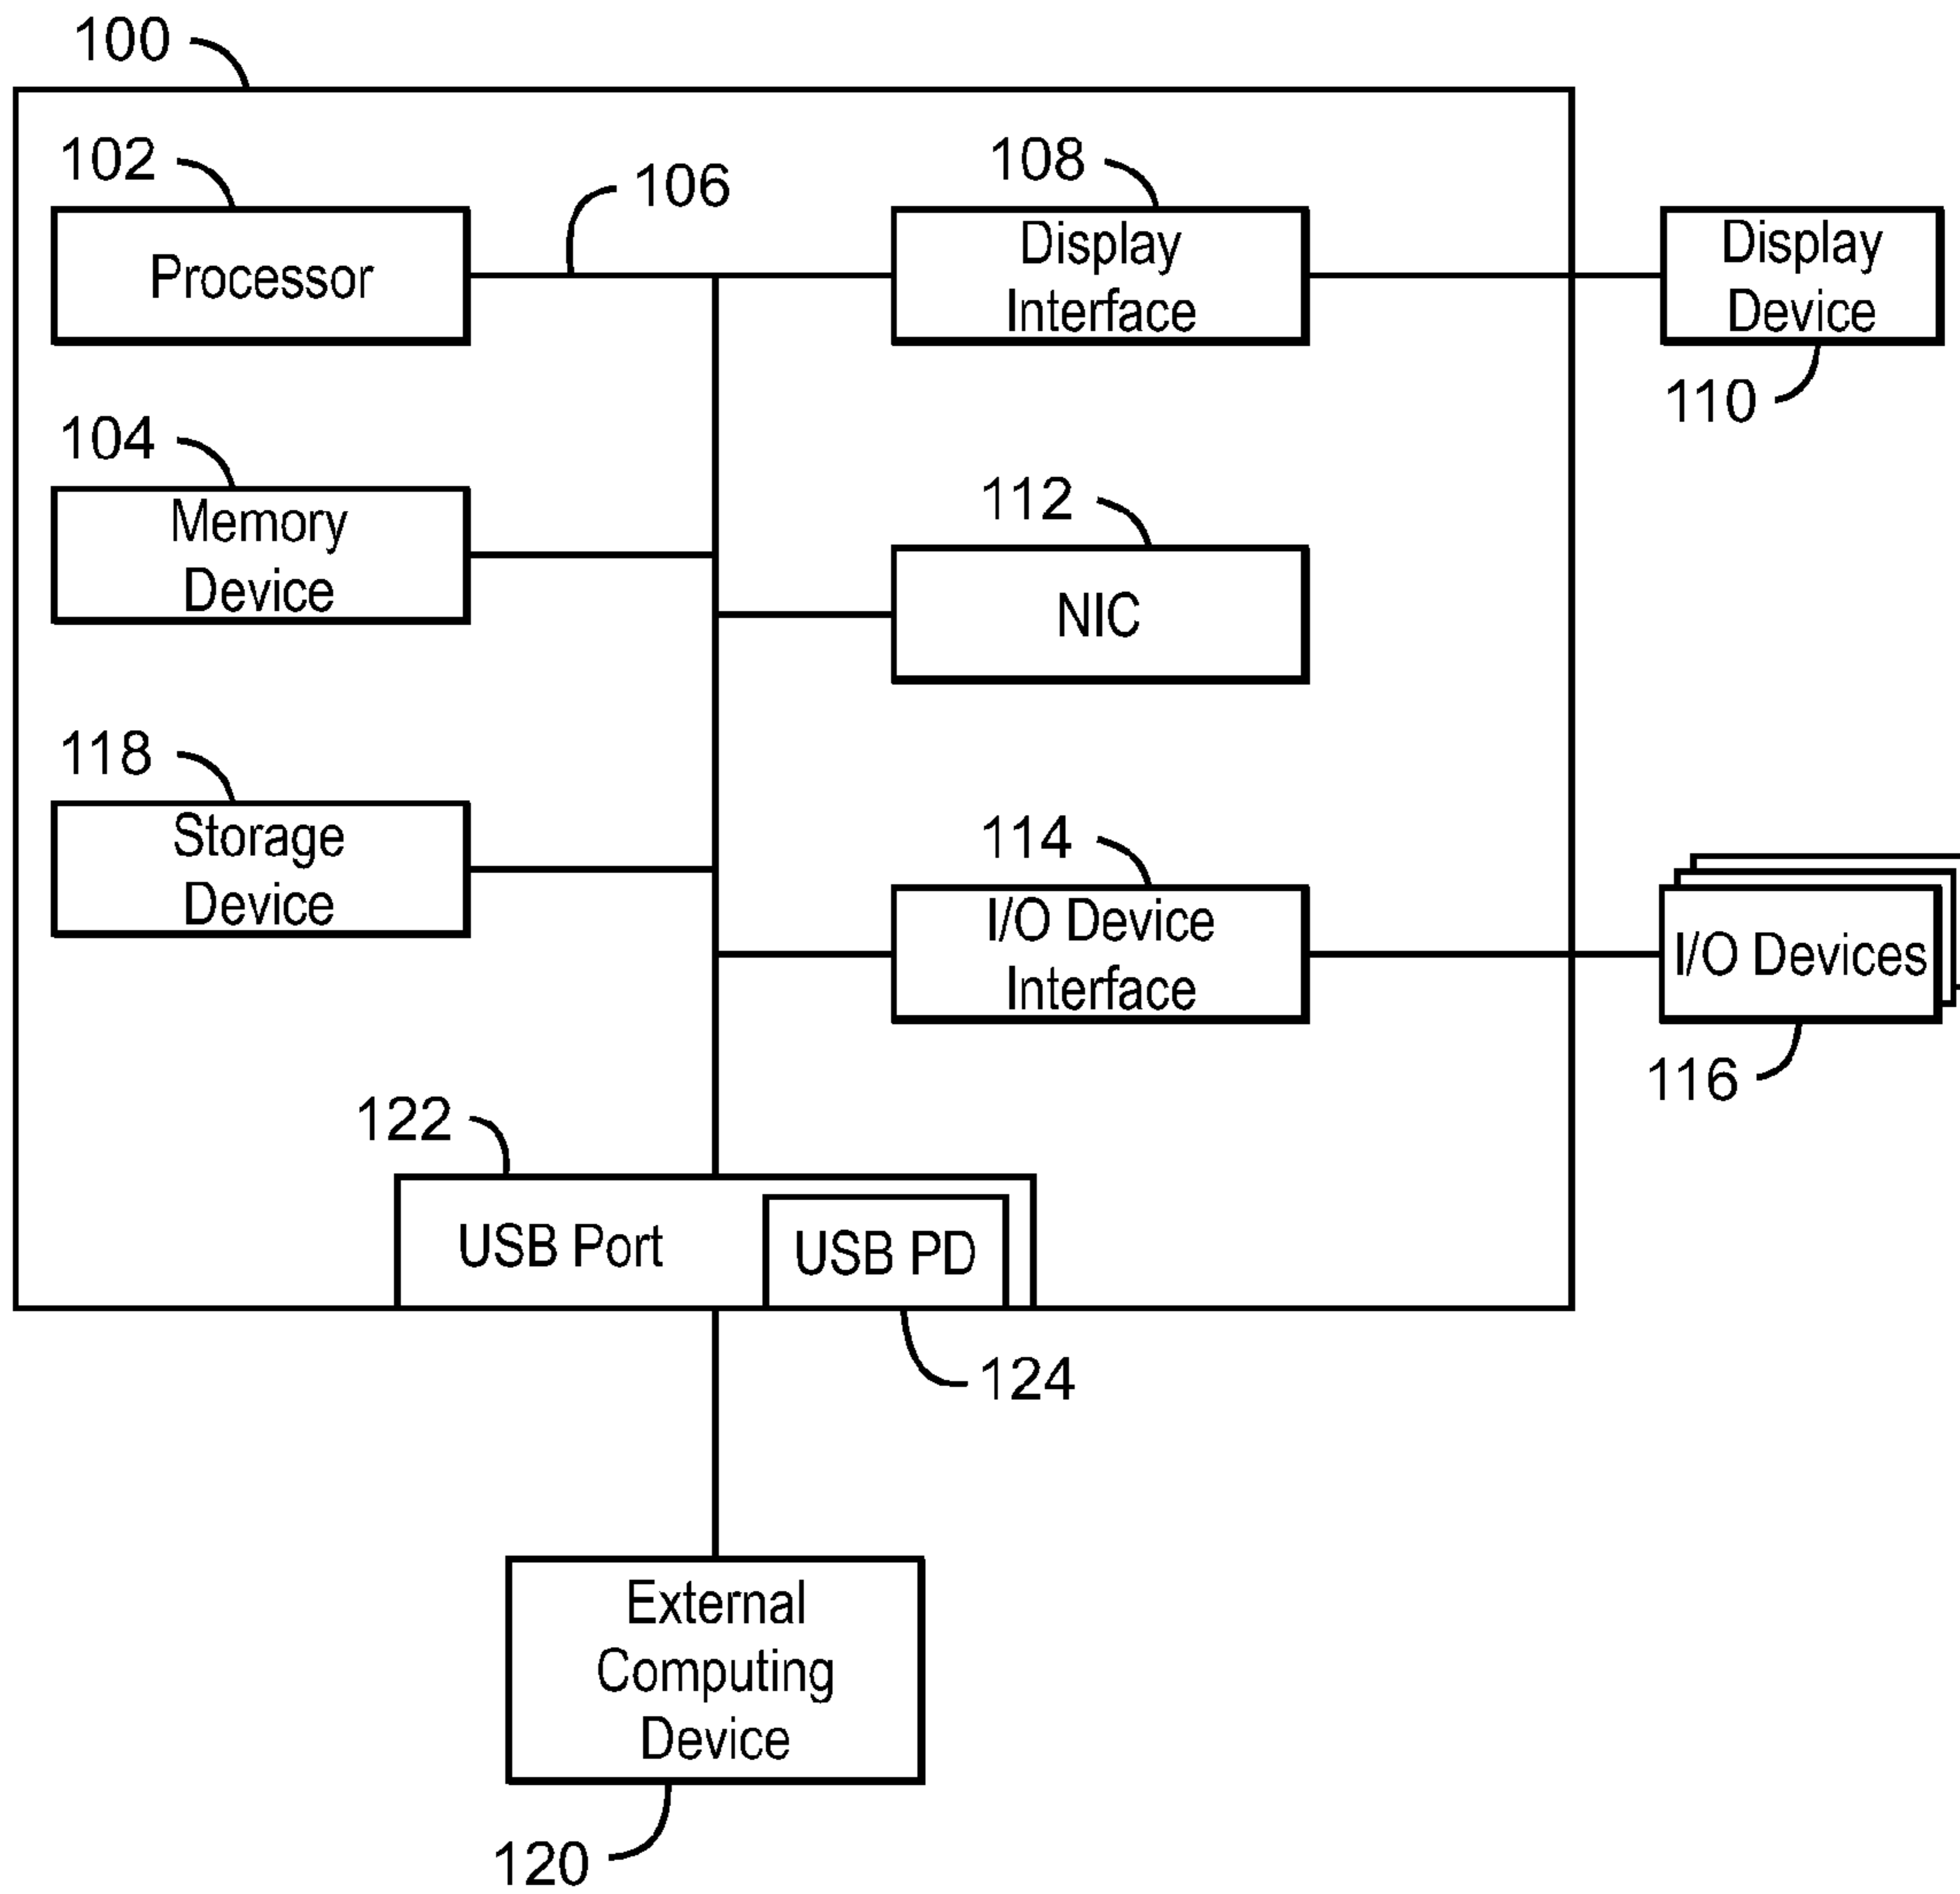 100
102
106
108
Processor
Display
Interface
Display
Device
110
104
Memory
Device
112
NIC
118
Storage
Device
114
I/O Device
Interface
I/O Devices
116
122
USB Port
USB PD
124
External
Computing
Device
120